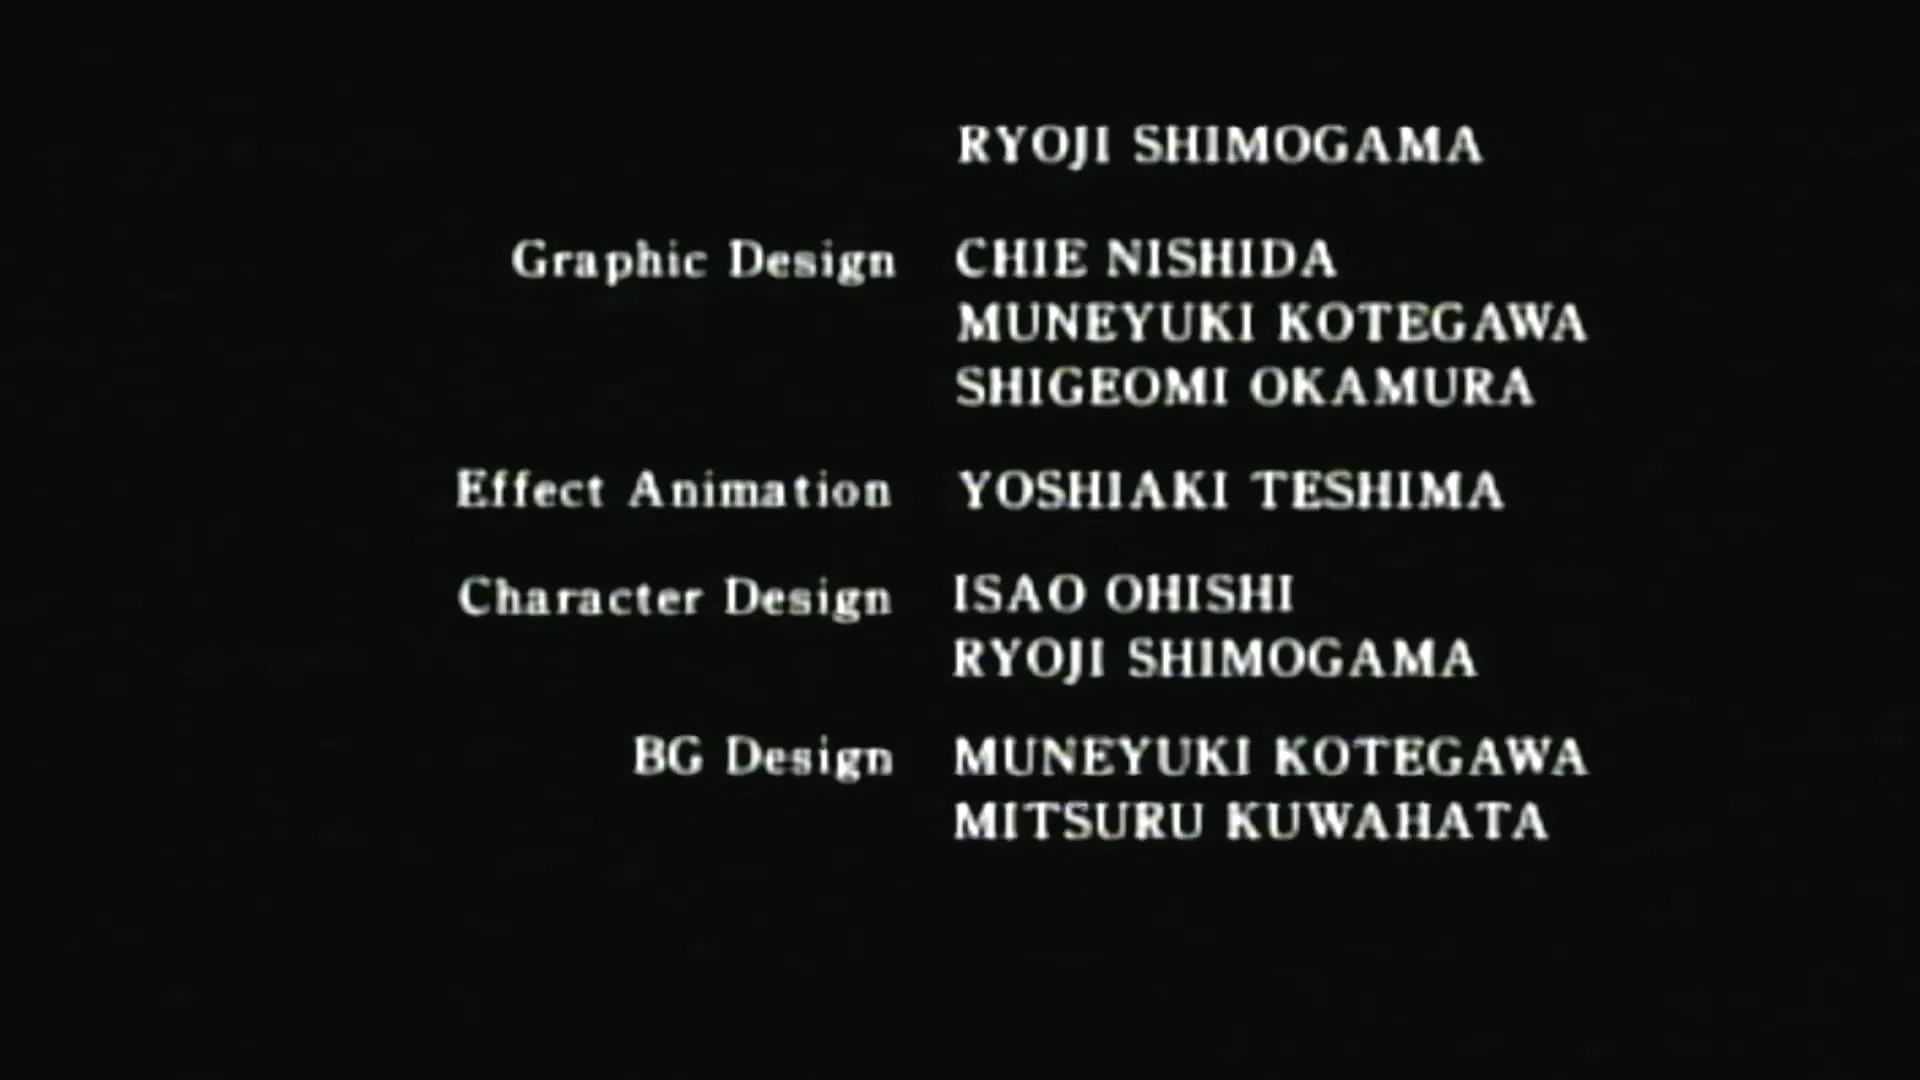 RYOJI SHIMOGAMA
Graphic Design CHIE NISHIDA
MUNEYUKI KOTEGAWA
SHIGEOMI OKAMURA
Effect Animation YOSHIAKI TESHIMA
Character Design ISAO OHISHI
RYOJI SHIMOGAMA
BG Design MUNEYUKI KOTEGAWA
MITSURU KUWAHATA